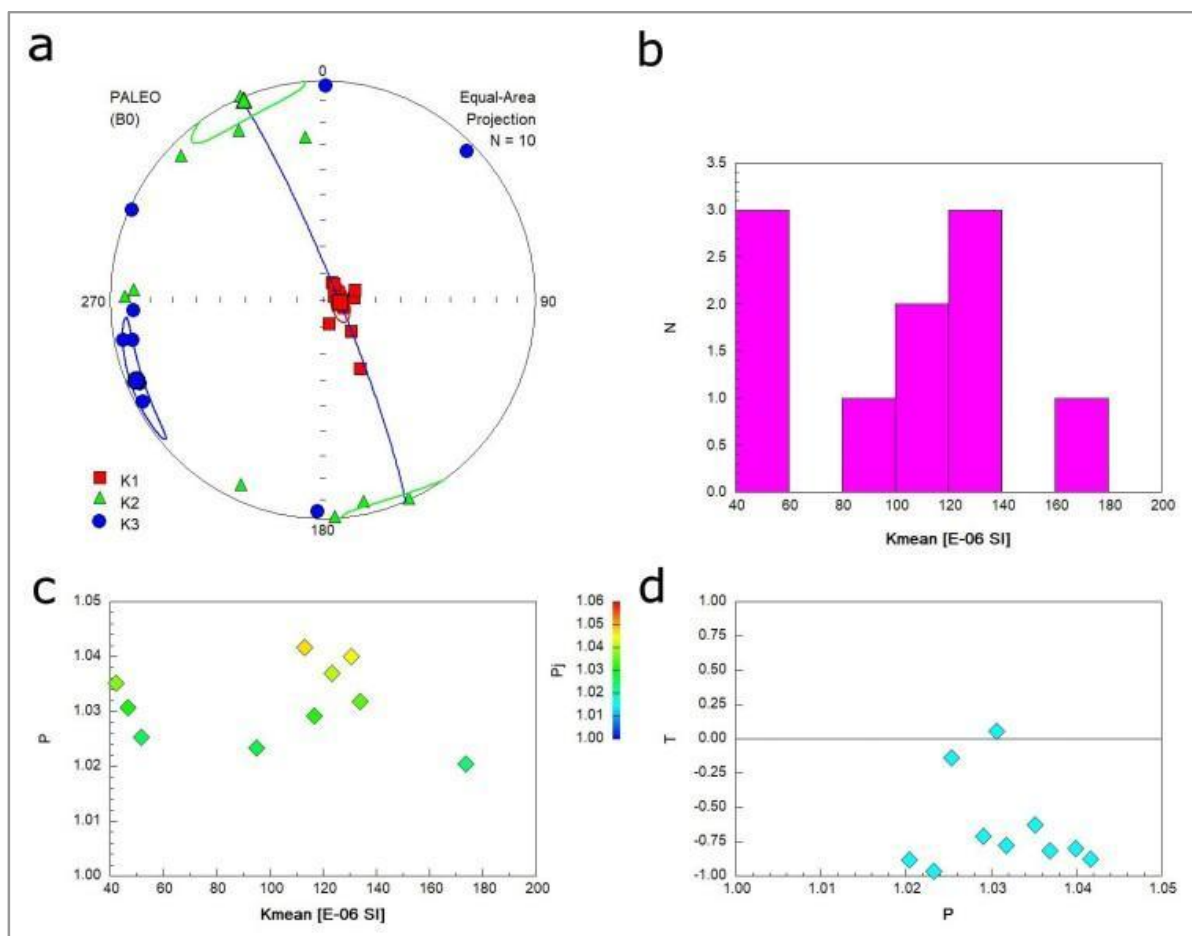 a
0
PALEO
(B0)
Equal-Area
Projection
N = 10
270
90
180
K1
K2
K3
b
3.5
3.0
2.5
2.0
1.5
1.0
0.5
0.0
N
40 60 80 100 120 140 160 180 200
Kmean [E-06 SI]
c
1.05
1.04
1.03
1.02
1.01
1.00
P
40 60 80 100 120 140 160 180 200
Kmean [E-06 SI]
1.06
1.05
1.04
1.03
1.02
1.01
1.00
Pj
d
1.00
0.75
0.50
0.25
0.00
-0.25
-0.50
-0.75
-1.00
T
1.00 1.01 1.02 1.03 1.04 1.05
P